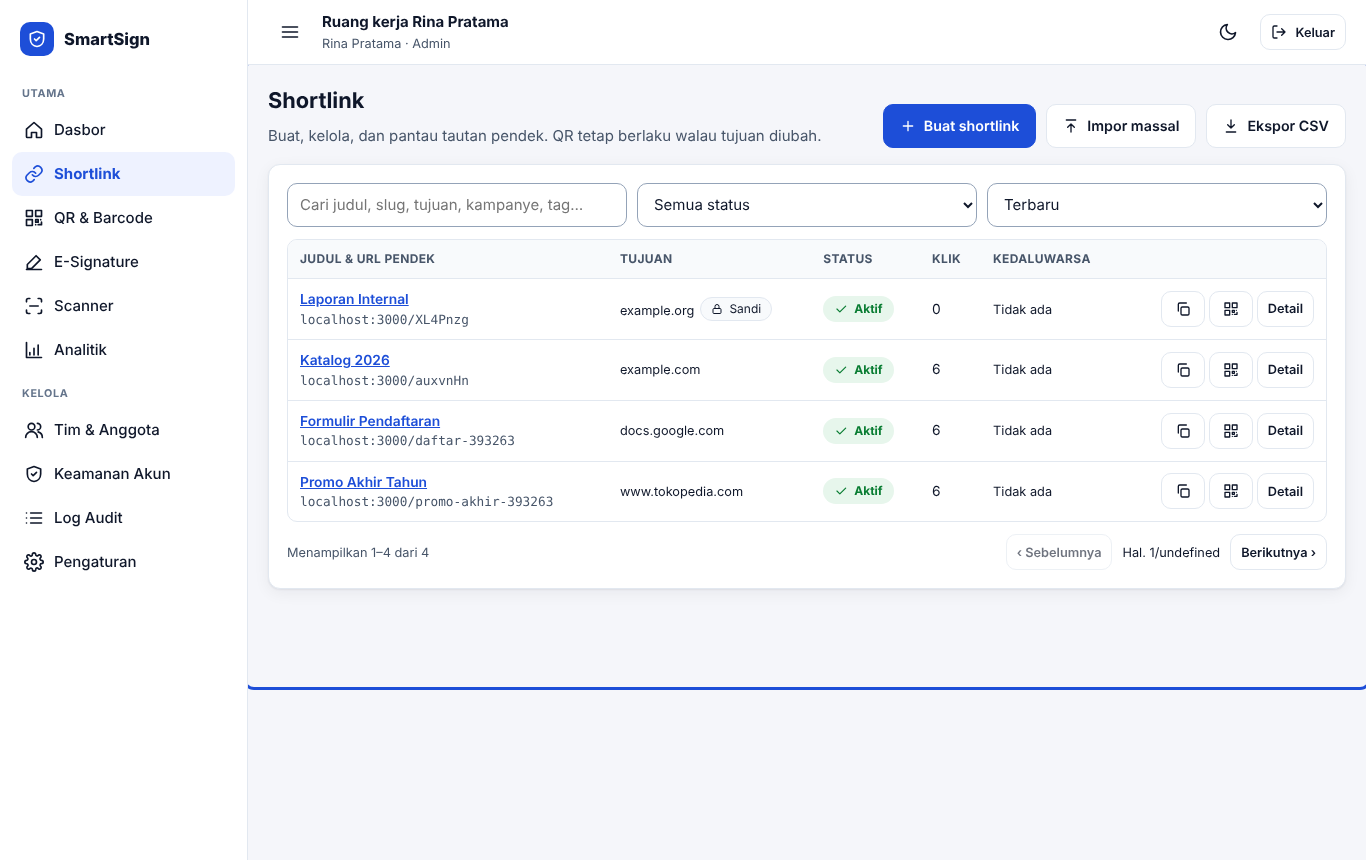 SmartSign
UTAMA
Dasbor
Shortlink
QR & Barcode
E-Signature
Scanner
Analitik
KELOLA
Tim & Anggota
Keamanan Akun
Log Audit
Pengaturan
Ruang kerja Rina Pratama
Rina Pratama · Admin
Keluar
Shortlink
Buat, kelola, dan pantau tautan pendek. QR tetap berlaku walau tujuan diubah.
Buat shortlink
Impor massal
Ekspor CSV
Cari judul, slug, tujuan, kampanye, tag...
Semua status
Terbaru
JUDUL & URL PENDEK TUJUAN STATUS KLIK KEDALUWARSA
Laporan Internal
localhost:3000/XL4Pnzg
example.org Sandi Aktif 0 Tidak ada Detail
Katalog 2026
localhost:3000/auxvnHn
example.com Aktif 6 Tidak ada Detail
Formulir Pendaftaran
localhost:3000/daftar-393263
docs.google.com Aktif 6 Tidak ada Detail
Promo Akhir Tahun
localhost:3000/promo-akhir-393263
www.tokopedia.com Aktif 6 Tidak ada Detail
Menampilkan 1–4 dari 4
‹ Sebelumnya Hal. 1/undefined Berikutnya ›